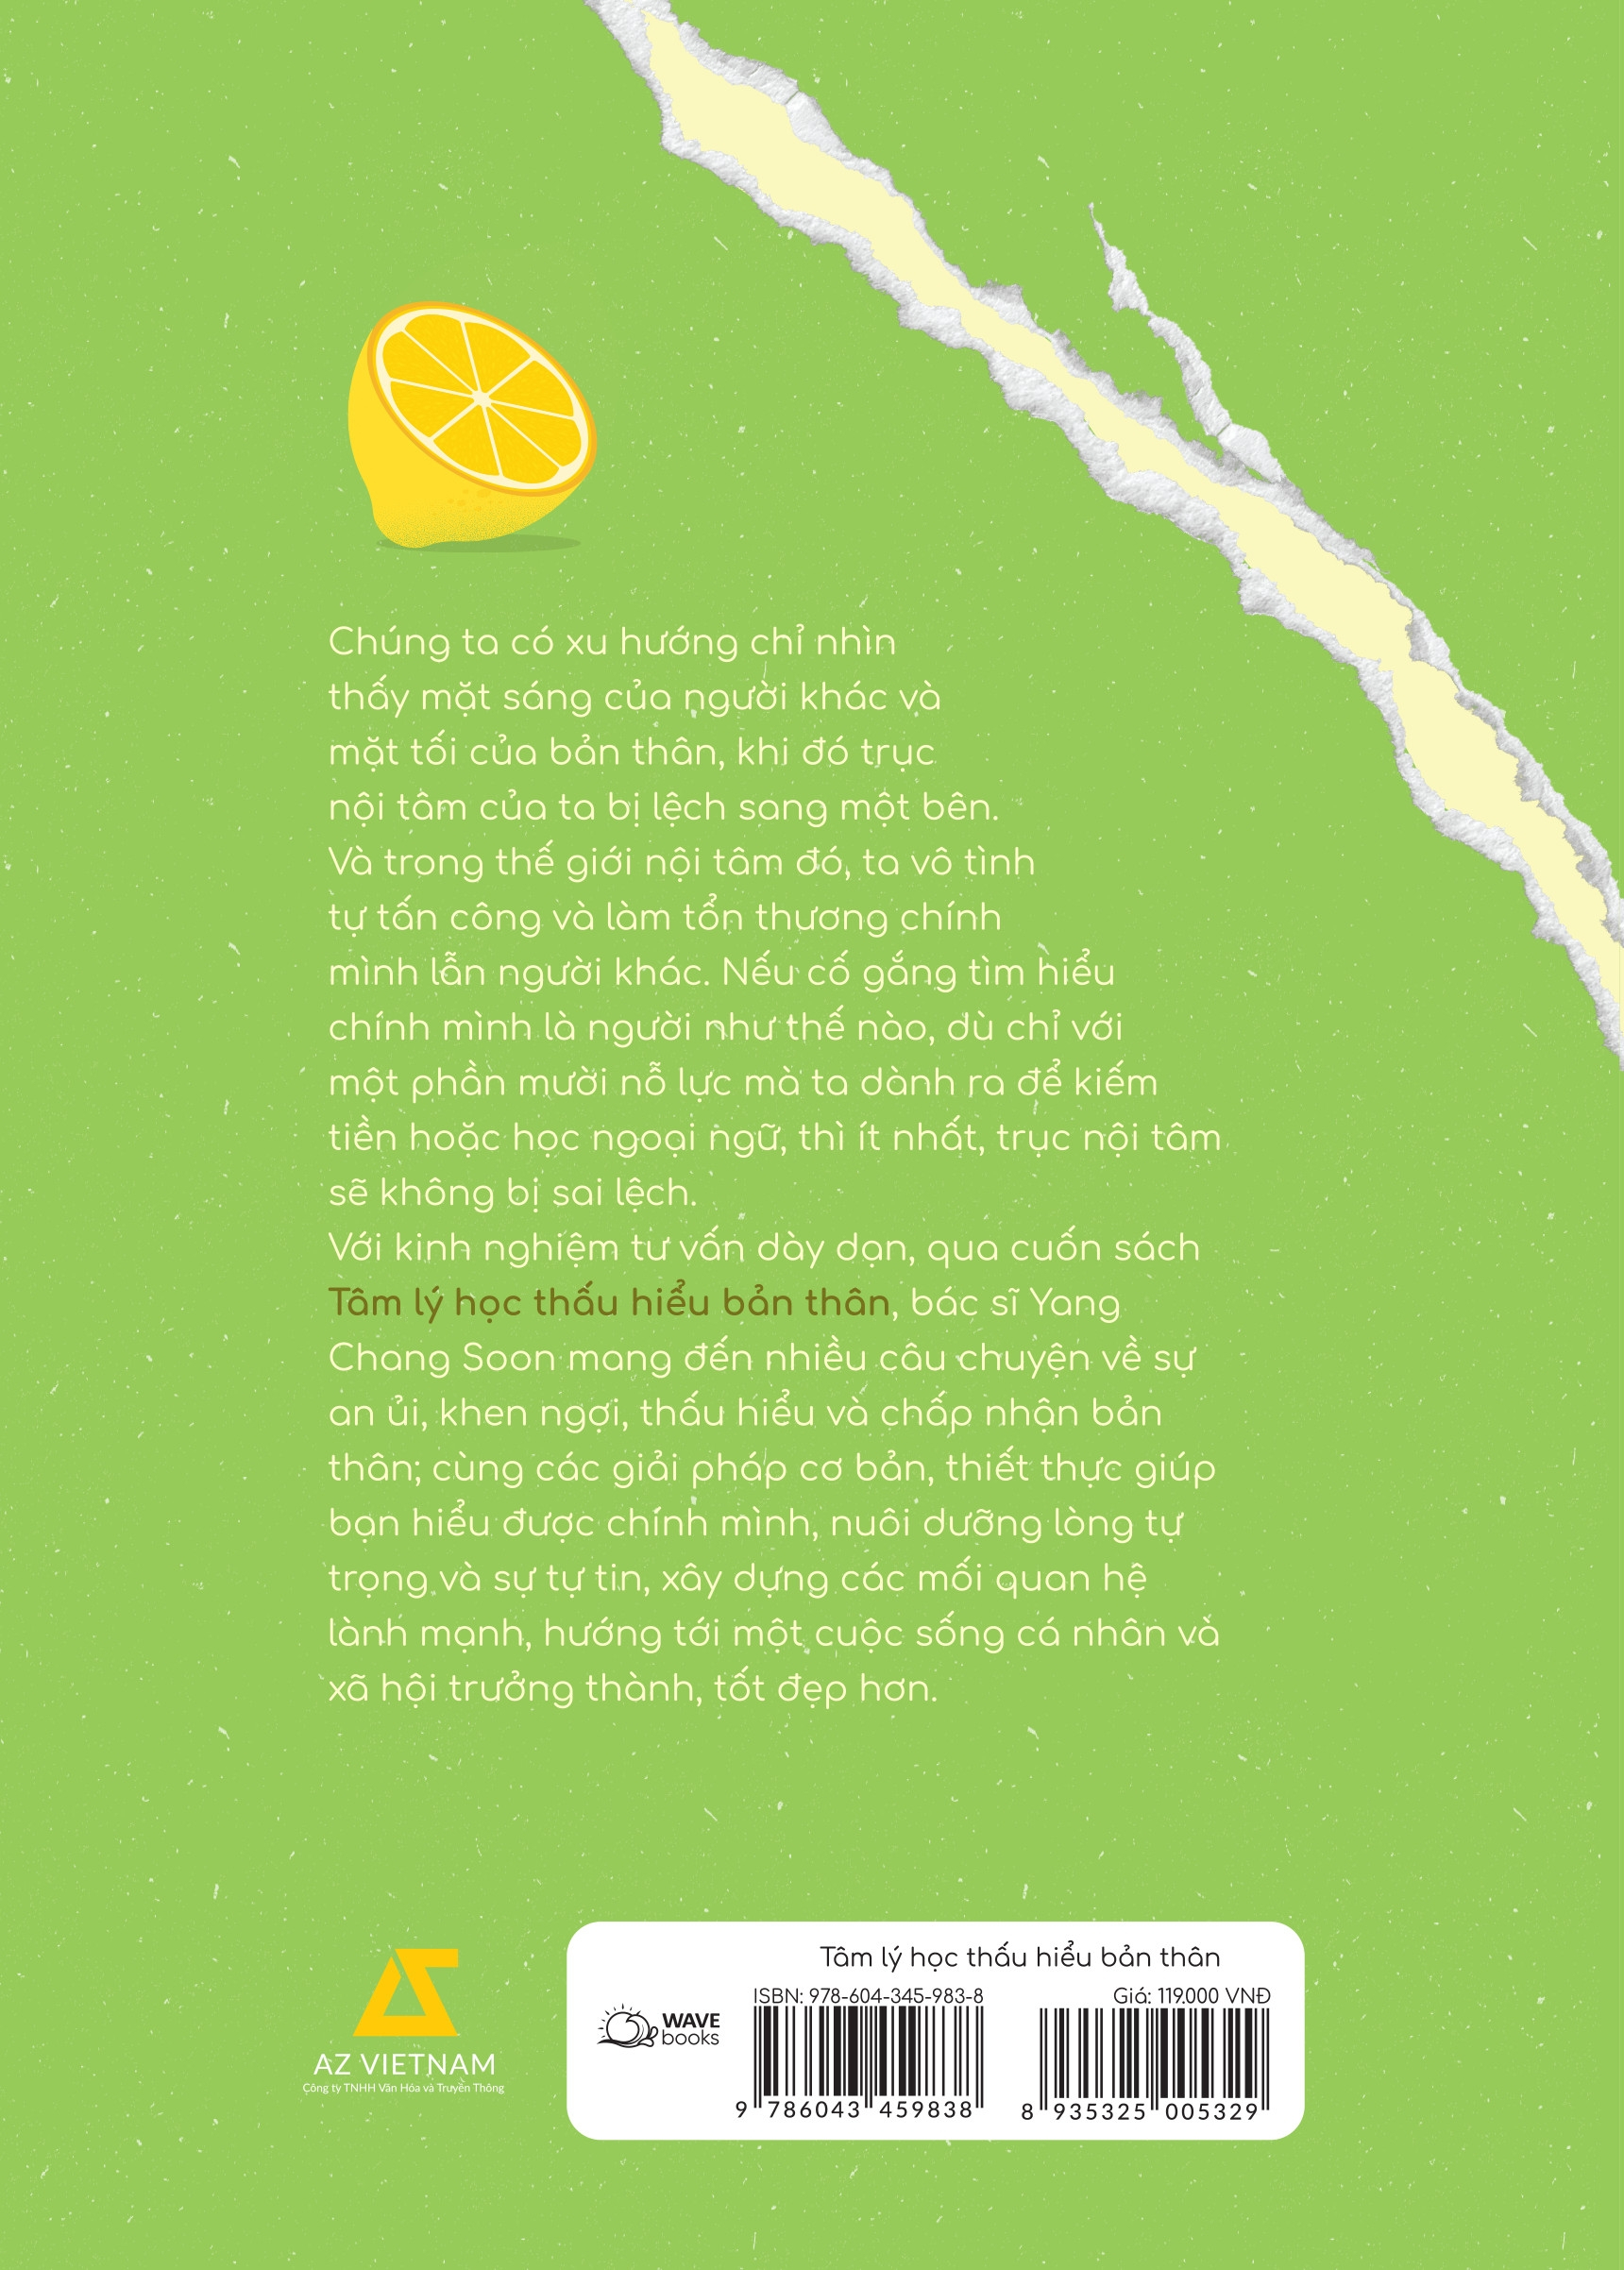 Chúng ta có xu hướng chỉ nhìn
thấy mặt sáng của người khác và
mặt tối của bản thân, khi đó trục
nội tâm của ta bị lệch sang một bên.
Và trong thế giới nội tâm đó, ta vô tình
tự tấn công và làm tổn thương chính
mình lẫn người khác. Nếu cố gắng tìm hiểu
chính mình là người như thế nào, dù chỉ với
một phần mười nỗ lực mà ta dành ra để kiếm
tiền hoặc học ngoại ngữ, thì ít nhất, trục nội tâm
sẽ không bị sai lệch.
Với kinh nghiệm tư vấn dày dạn, qua cuốn sách
Tâm lý học thấu hiểu bản thân, bác sĩ Yang
Chang Soon mang đến nhiều câu chuyện về sự
an ủi, khen ngợi, thấu hiểu và chấp nhận bản
thân; cùng các giải pháp cơ bản, thiết thực giúp
bạn hiểu được chính mình, nuôi dưỡng lòng tự
trọng và sự tự tin, xây dựng các mối quan hệ
lành mạnh, hướng tới một cuộc sống cá nhân và
xã hội trưởng thành, tốt đẹp hơn.
AZ VIETNAM
Công ty TNHH Văn Hóa và Truyền Thông
WAVE
books
Tâm lý học thấu hiểu bản thân
ISBN: 978-604-345-983-8
9 786043 459838
Giá: 119.000 VNĐ
8 935325 005329